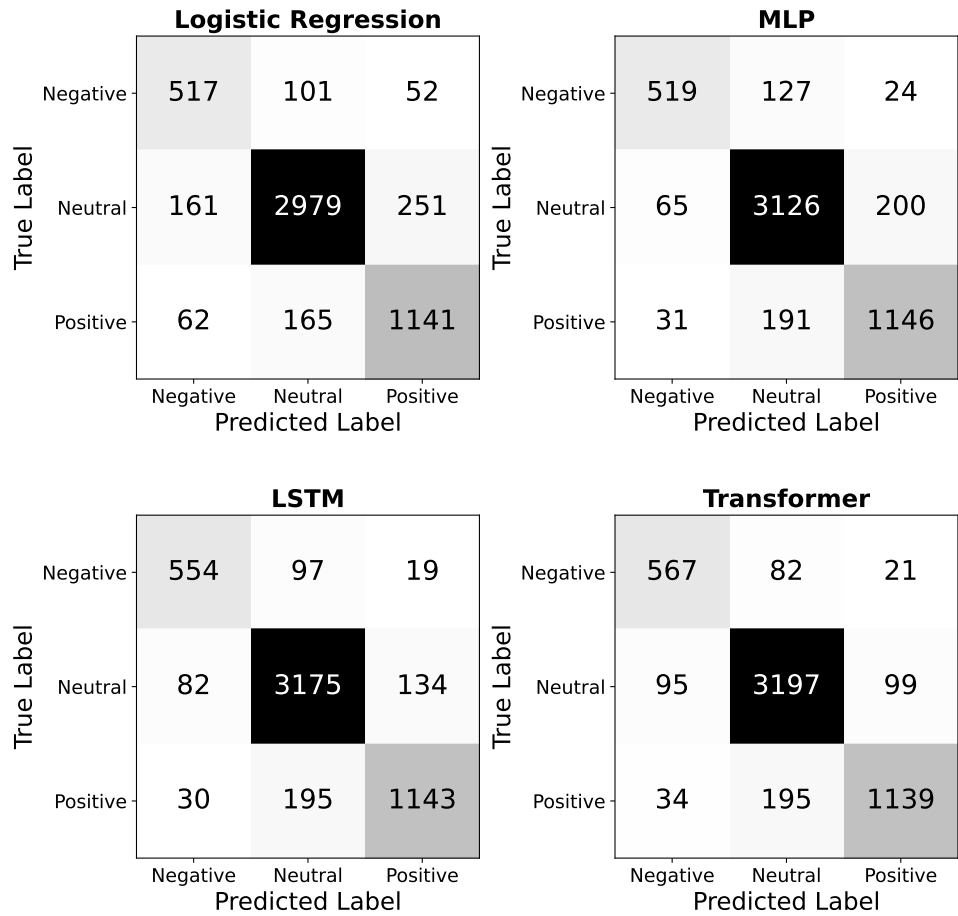 Logistic Regression
True Label
Negative 517 101 52
Neutral 161 2979 251
Positive 62 165 1141
Negative Neutral Positive
Predicted Label
MLP
True Label
Negative 519 127 24
Neutral 65 3126 200
Positive 31 191 1146
Negative Neutral Positive
Predicted Label
LSTM
True Label
Negative 554 97 19
Neutral 82 3175 134
Positive 30 195 1143
Negative Neutral Positive
Predicted Label
Transformer
True Label
Negative 567 82 21
Neutral 95 3197 99
Positive 34 195 1139
Negative Neutral Positive
Predicted Label